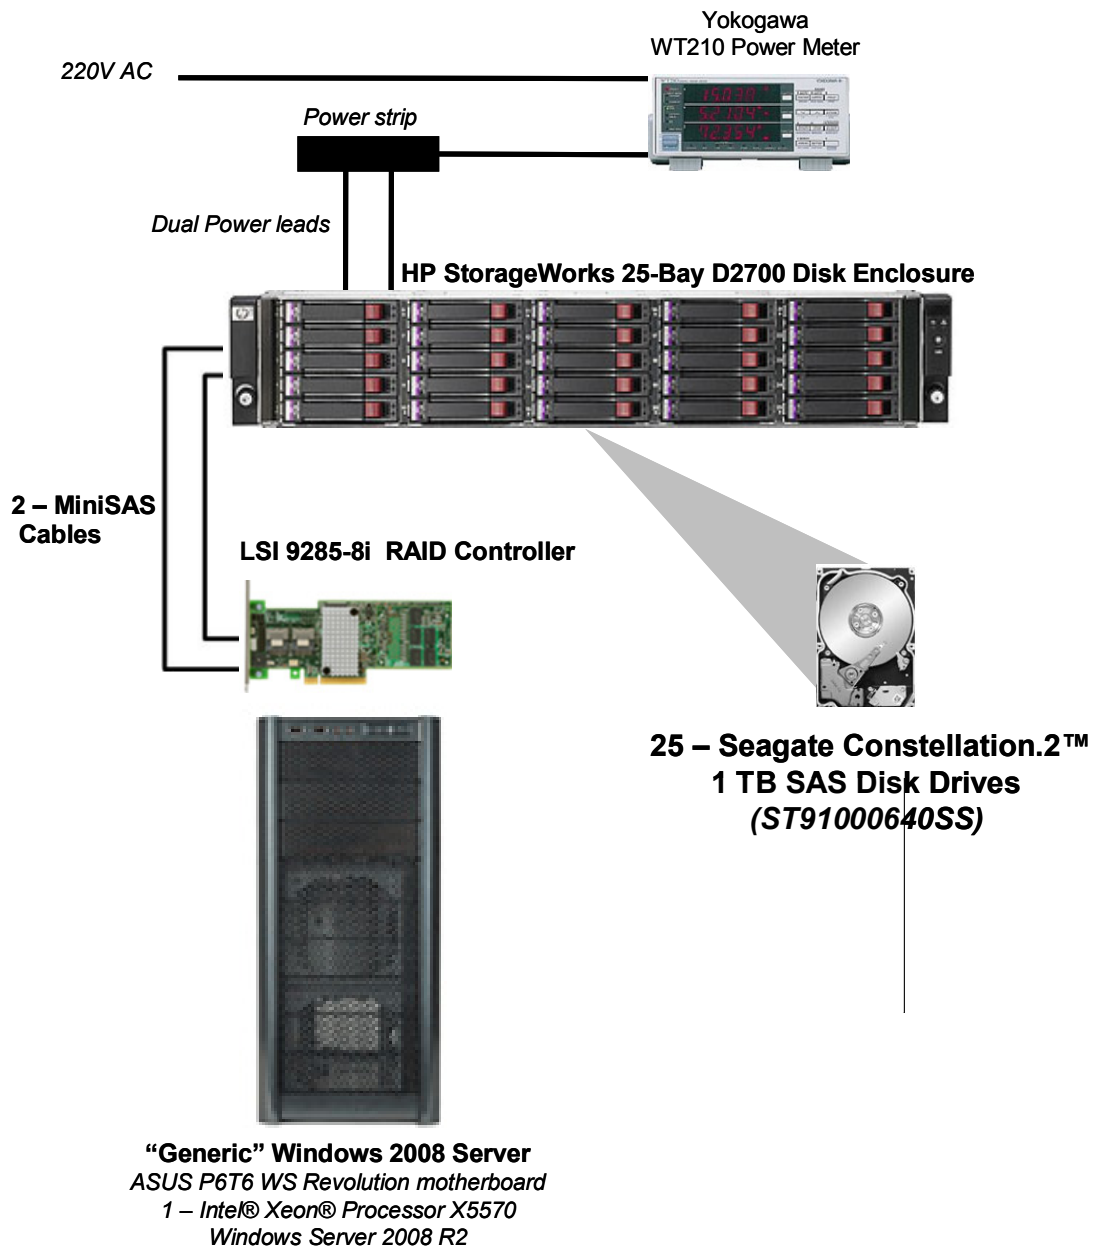 Yokogawa
WT210 Power Meter
220V AC
Power strip
Dual Power leads
HP StorageWorks 25-Bay D2700 Disk Enclosure
2 – MiniSAS
Cables
LSI 9285-8i RAID Controller
25 – Seagate Constellation.2™
1 TB SAS Disk Drives
(ST91000640SS)
“Generic” Windows 2008 Server
ASUS P6T6 WS Revolution motherboard
1 – Intel® Xeon® Processor X5570
Windows Server 2008 R2